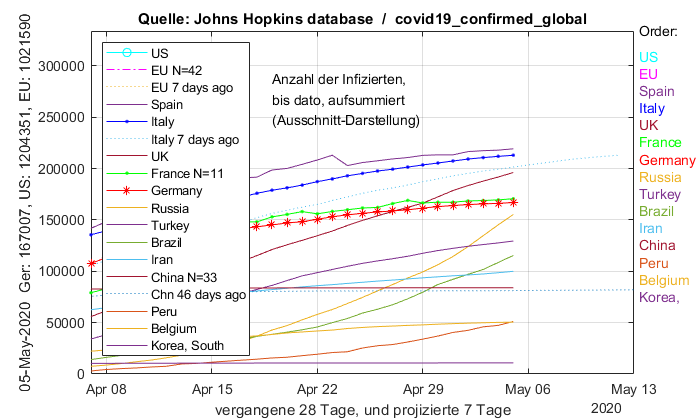 Quelle: Johns Hopkins database / covid19_confirmed_global
05-May-2020 Ger: 167007, US: 1204351, EU: 1021590
300000
250000
200000
150000
100000
50000
0
US
EU N=42
EU 7 days ago
Spain
Italy
Italy 7 days ago
UK
France N=11
Germany
Russia
Turkey
Brazil
Iran
China N=33
Chn 46 days ago
Peru
Belgium
Korea, South
Anzahl der Infizierten,
bis dato, aufsummiert
(Ausschnitt-Darstellung)
Order:
US
EU
Spain
Italy
UK
France
Germany
Russia
Turkey
Brazil
Iran
China
Peru
Belgium
Korea,
Apr 08
Apr 15
Apr 22
Apr 29
May 06
May 13
2020
vergangene 28 Tage, und projizierte 7 Tage